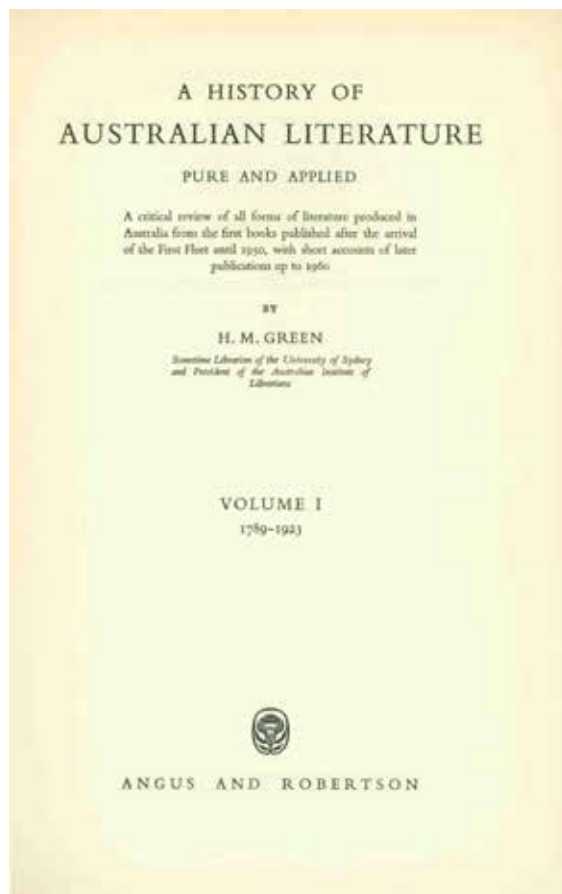 A HISTORY OF
AUSTRALIAN LITERATURE
PURE AND APPLIED
A critical review of all forms of literature produced in
Australia from the first books published after the arrival
of the First Fleet until 1950, with short accounts of later
publications up to 1960
BY
H. M. GREEN
Sometime Librarian of the University of Sydney
and President of the Australian Institute of
Librarians
VOLUME I
1789–1923
ANGUS AND ROBERTSON